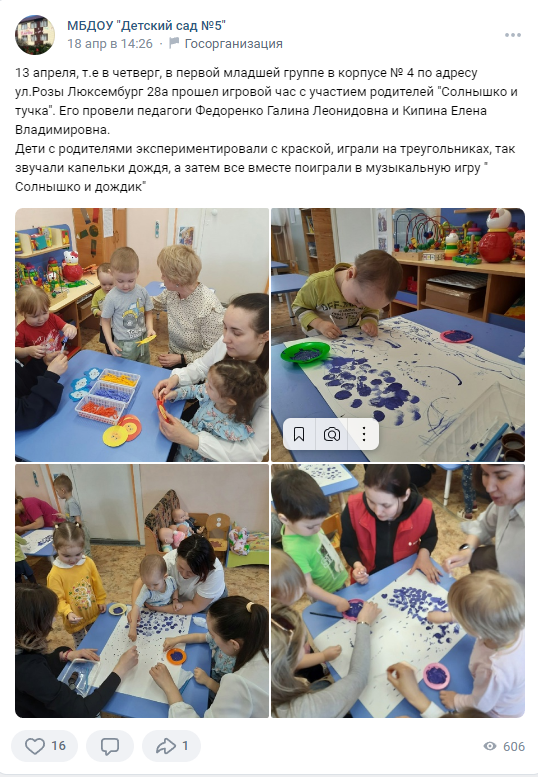 МБДОУ "Детский сад №5"
18 апр в 14:26 · Госорганизация
13 апреля, т.е в четверг, в первой младшей группе в корпусе № 4 по адресу
ул.Розы Люксембург 28а прошел игровой час с участием родителей "Солнышко и
тучка". Его провели педагоги Федоренко Галина Леонидовна и Кипина Елена
Владимировна.
Дети с родителями экспериментировали с краской, играли на треугольниках, так
звучали капельки дождя, а затем все вместе поиграли в музыкальную игру "
Солнышко и дождик"
16
1
606